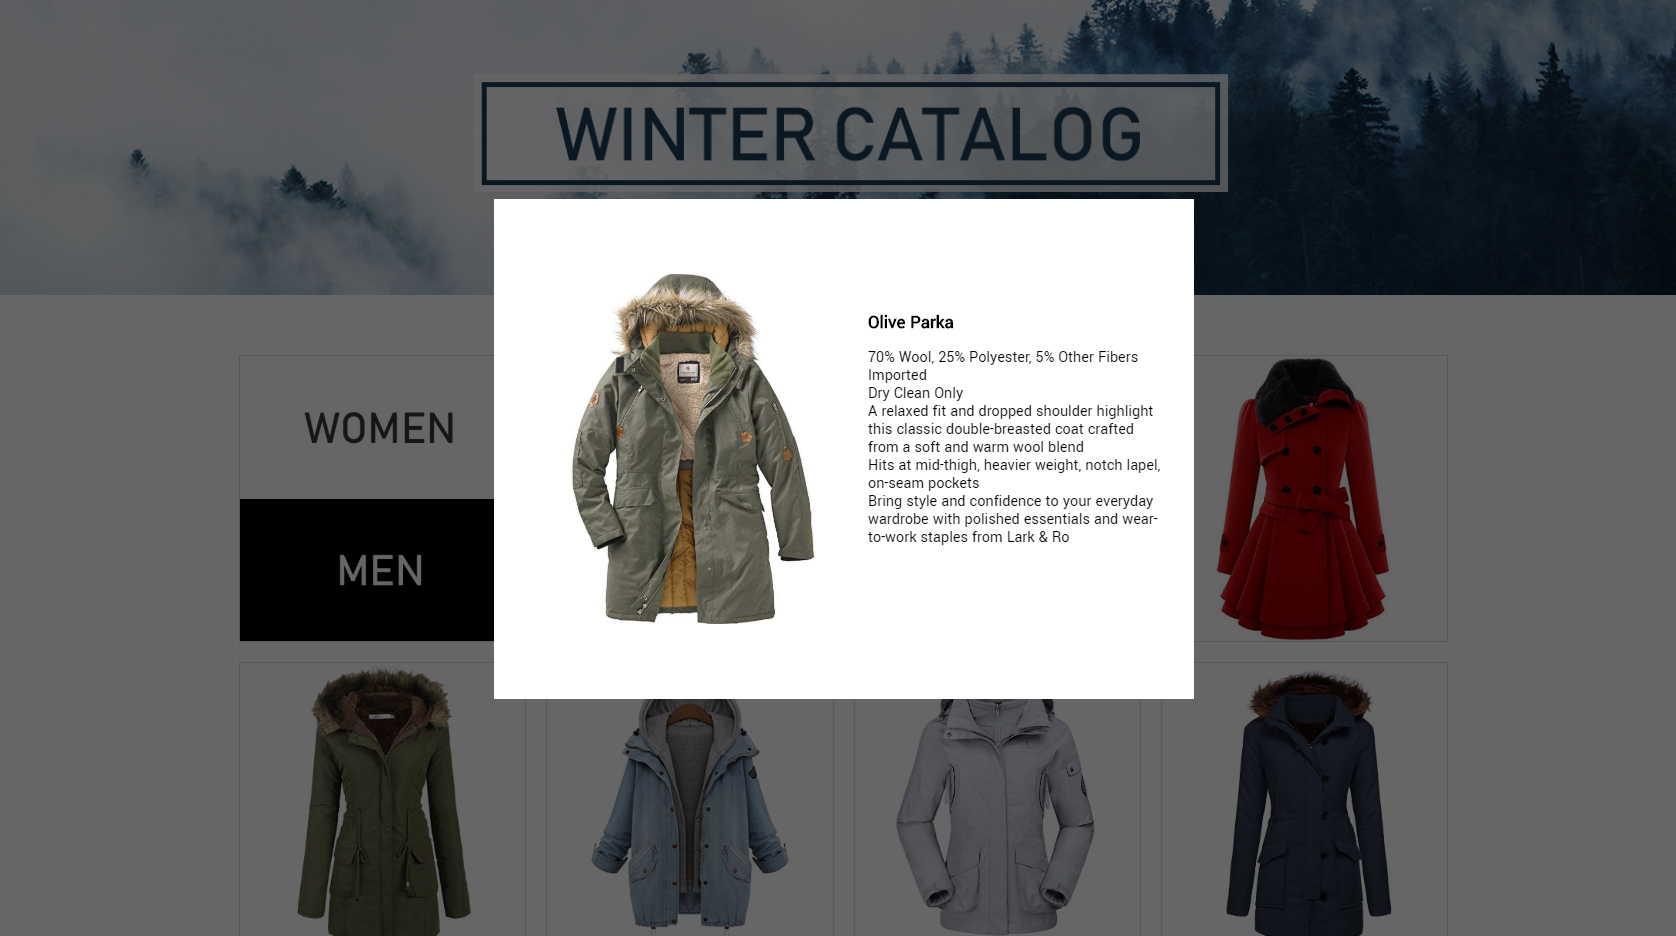 WINTER CATALOG
Olive Parka
70% Wool, 25% Polyester, 5% Other Fibers
Imported
Dry Clean Only
A relaxed fit and dropped shoulder highlight
this classic double-breasted coat crafted
from a soft and warm wool blend
Hits at mid-thigh, heavier weight, notch lapel,
on-seam pockets
Bring style and confidence to your everyday
wardrobe with polished essentials and wear-
to-work staples from Lark & Ro
WOMEN
MEN